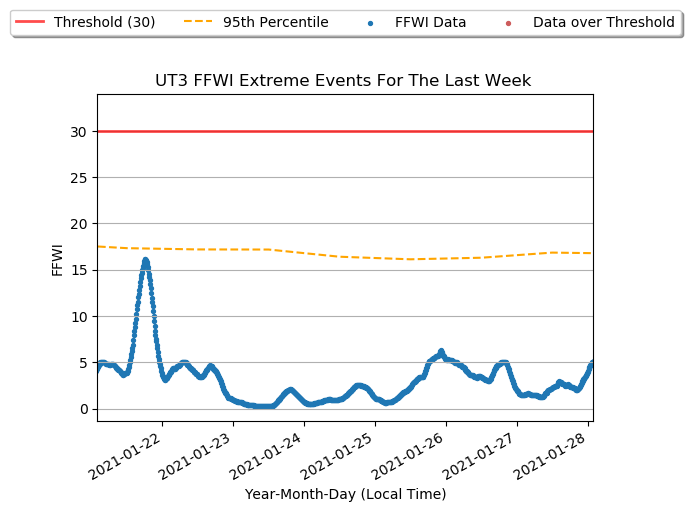 Threshold (30) 95th Percentile FFWI Data Data over Threshold
UT3 FFWI Extreme Events For The Last Week
30
25
20
15
10
5
0
FFWI
2021-01-22 2021-01-23 2021-01-24 2021-01-25 2021-01-26 2021-01-27 2021-01-28
Year-Month-Day (Local Time)